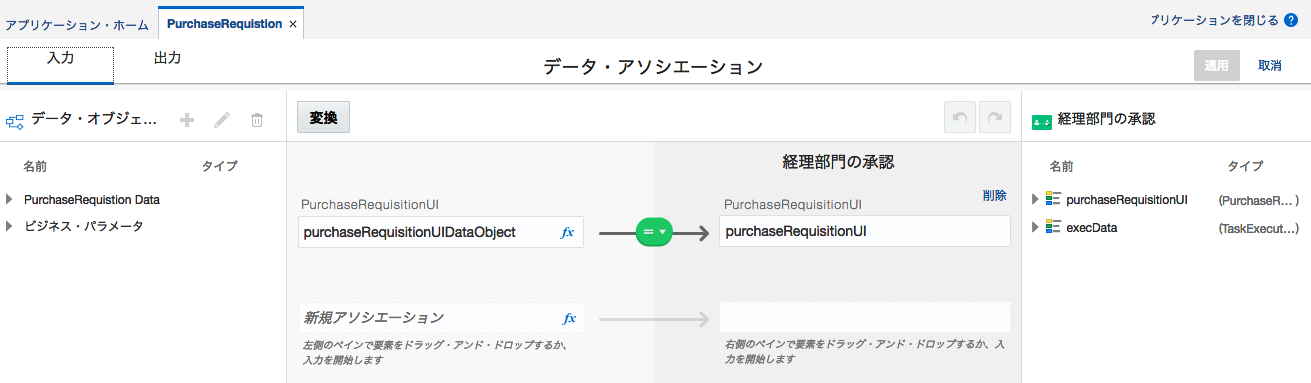 アプリケーション・ホーム
PurchaseRequistion ×
プリケーションを閉じる ?
入力
出力
データ・アソシエーション
適用
取消
データ・オブジェ...
変換
経理部門の承認
名前
タイプ
経理部門の承認
名前
タイプ
PurchaseRequistion Data
ビジネス・パラメータ
PurchaseRequisitionUI
purchaseRequisitionUIDataObject
fx
=
PurchaseRequisitionUI
削除
purchaseRequisitionUI
purchaseRequisitionUI
(PurchaseR... )
execData
(TaskExecut...)
新規アソシエーション
fx
左側のペインで要素をドラッグ・アンド・ドロップするか、
入力を開始します
右側のペインで要素をドラッグ・アンド・ドロップするか、入
力を開始します